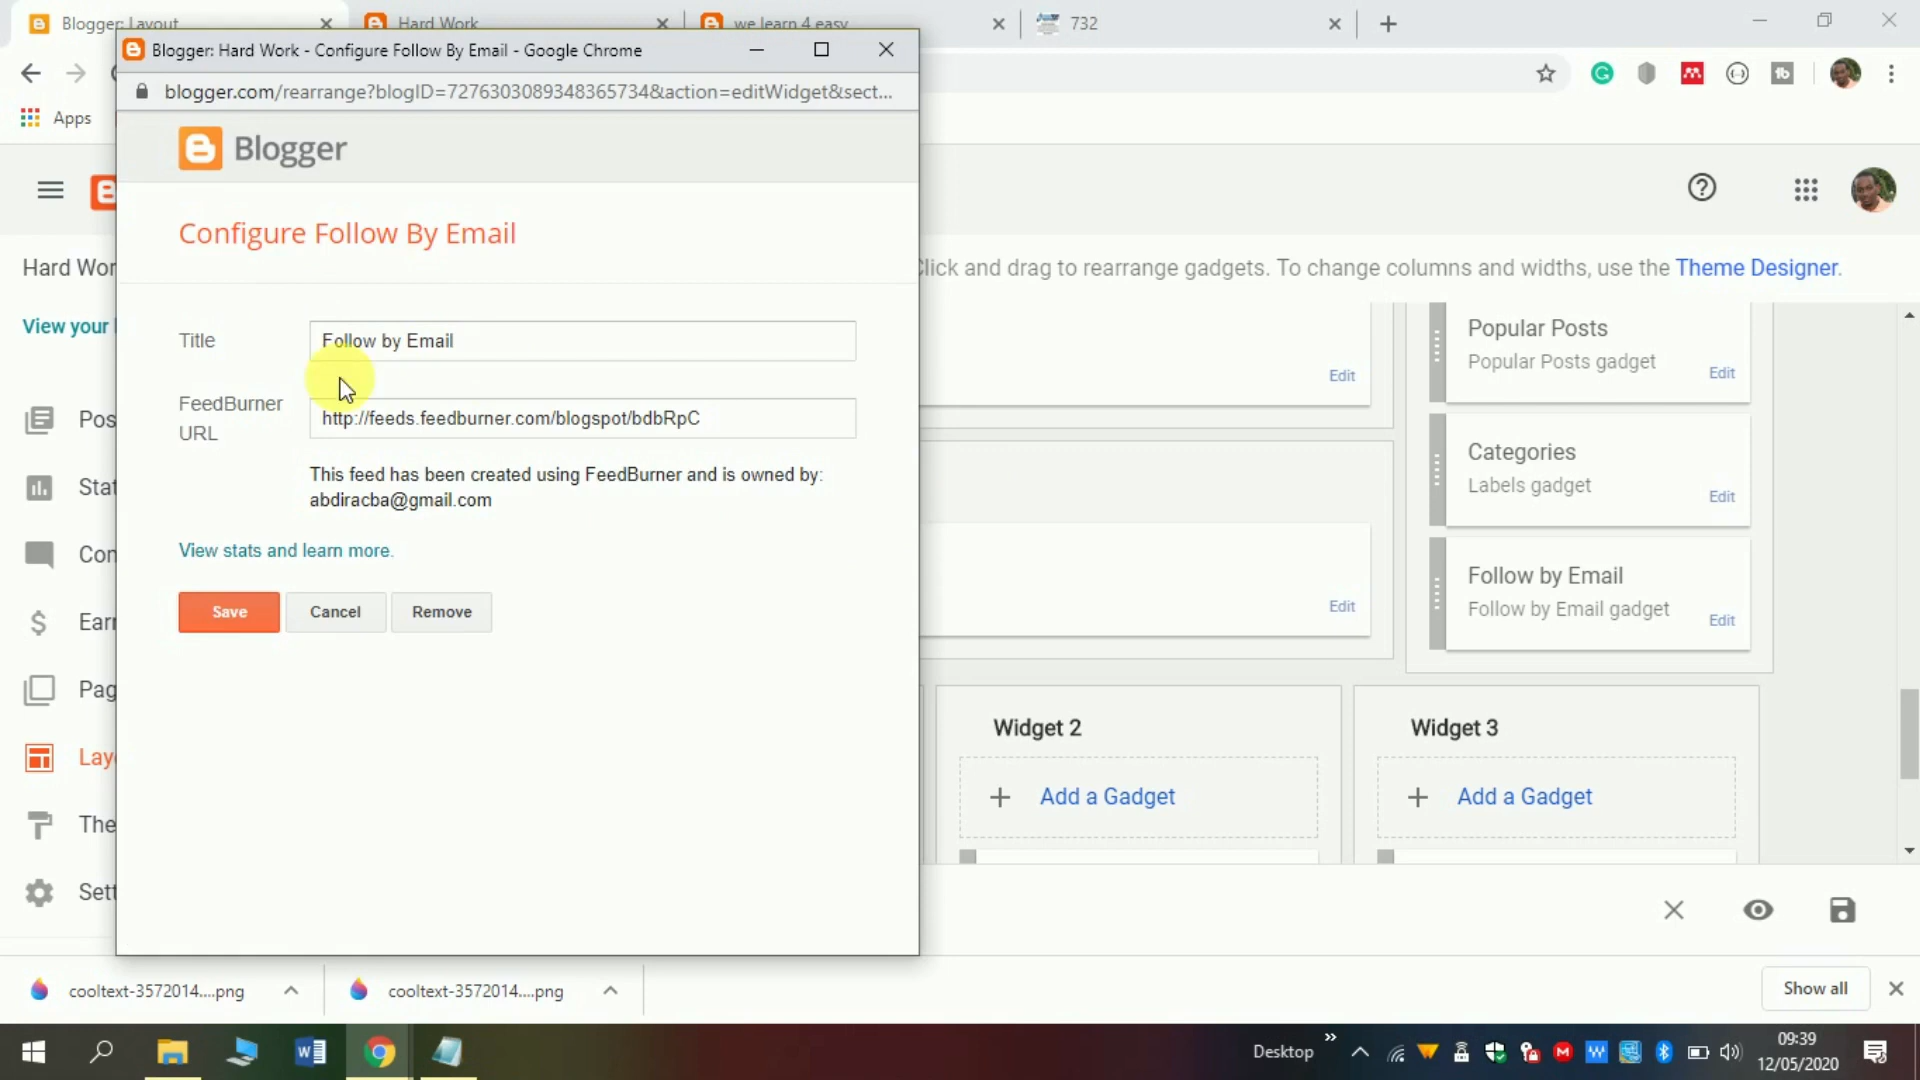 Blogger: Layout
Hard Work
we learn 4 easy
732
Blogger: Hard Work - Configure Follow By Email - Google Chrome
blogger.com/rearrange?blogID=7276303089348365734&action=editWidget&sect...
Apps
Blogger
Configure Follow By Email
Hard Wor
Click and drag to rearrange gadgets. To change columns and widths, use the Theme Designer.
View your
Title
Follow by Email
FeedBurner
URL
http://feeds.feedburner.com/blogspot/bdbRpC
This feed has been created using FeedBurner and is owned by:
abdiracba@gmail.com
View stats and learn more.
Save
Cancel
Remove
Pos
Stat
Con
Earr
Pag
Lay
The
Sett
Edit
Edit
Popular Posts
Popular Posts gadget
Edit
Categories
Labels gadget
Edit
Follow by Email
Follow by Email gadget
Edit
Widget 2
Add a Gadget
Widget 3
Add a Gadget
cooltext-3572014....png
cooltext-3572014....png
Show all
Desktop
09:39
12/05/2020